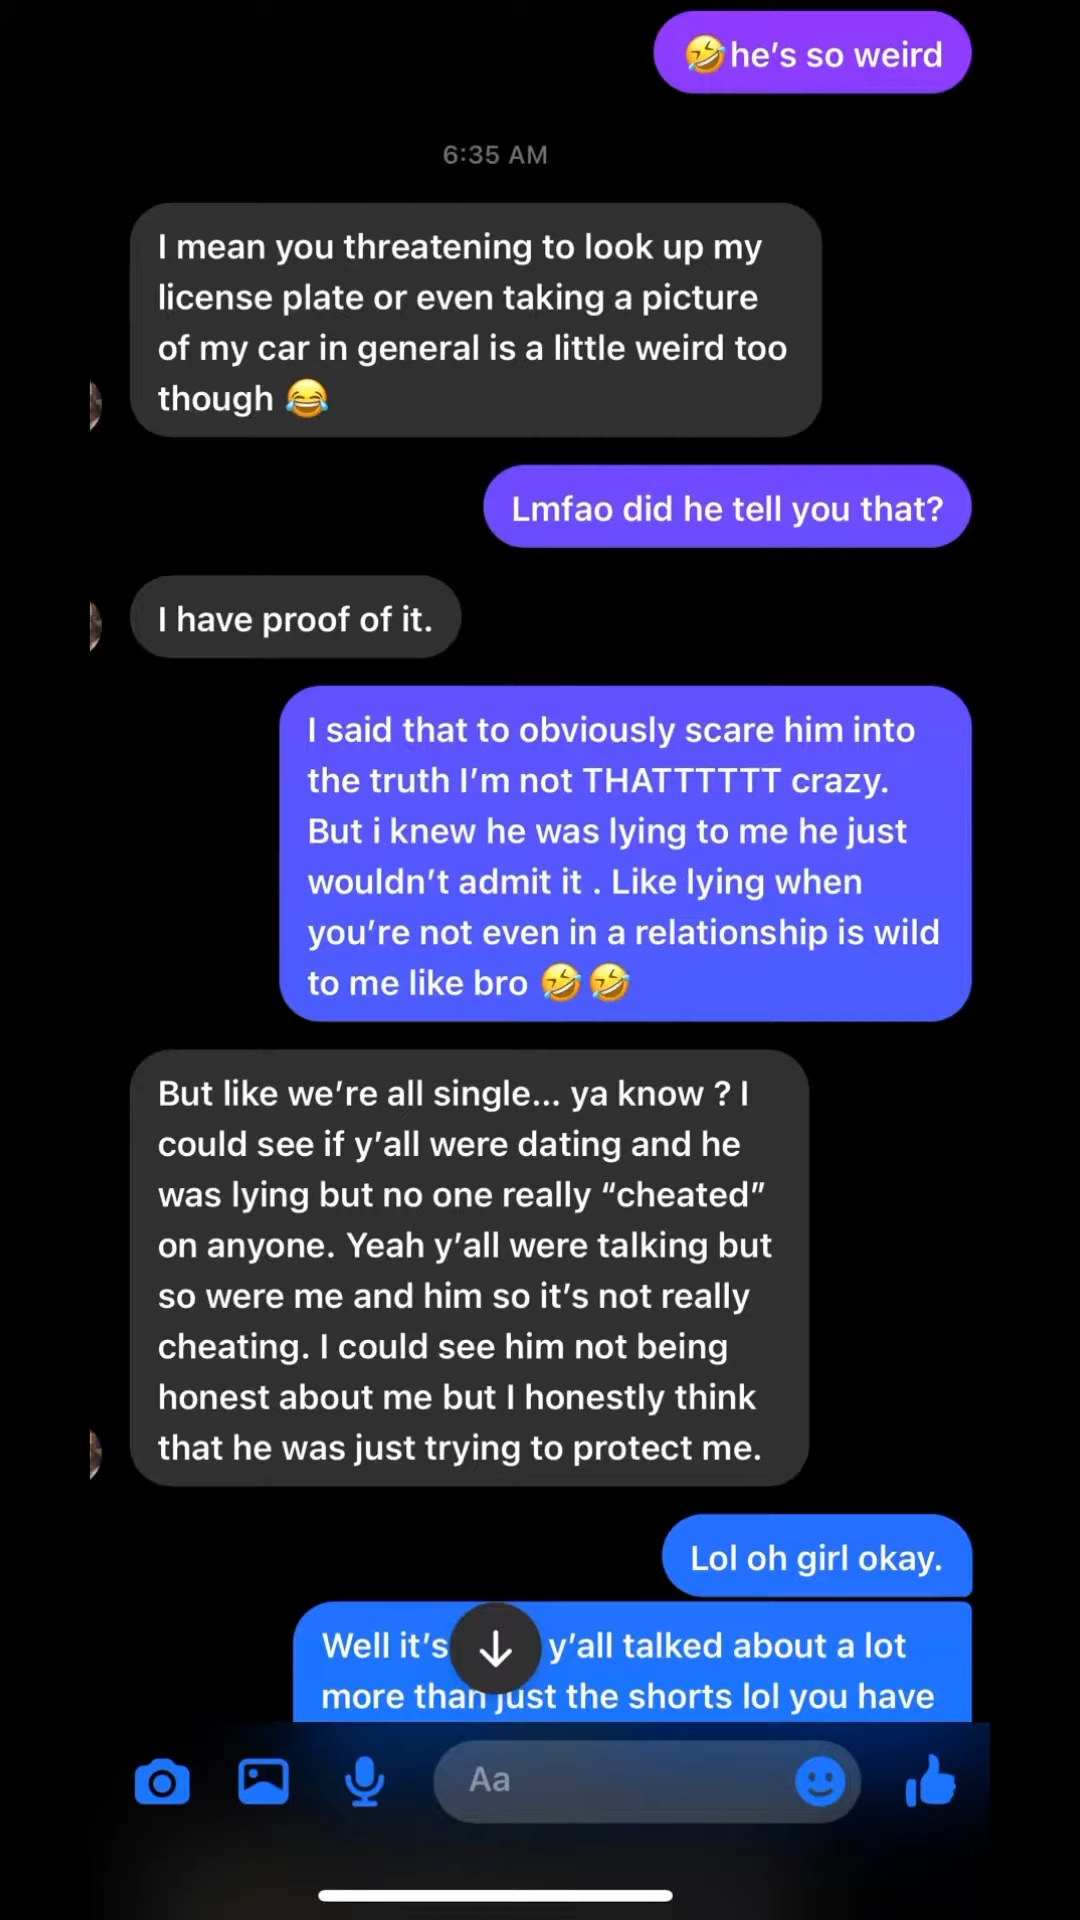 🤣he's so weird
6:35 AM
I mean you threatening to look up my
license plate or even taking a picture
of my car in general is a little weird too
though 😂
Lmfao did he tell you that?
I have proof of it.
I said that to obviously scare him into
the truth I'm not THATTTTTT crazy.
But i knew he was lying to me he just
wouldn't admit it . Like lying when
you're not even in a relationship is wild
to me like bro 🤣🤣
But like we're all single... ya know ? I
could see if y'all were dating and he
was lying but no one really “cheated”
on anyone. Yeah y'all were talking but
so were me and him so it's not really
cheating. I could see him not being
honest about me but I honestly think
that he was just trying to protect me.
Lol oh girl okay.
Well it's y'all talked about a lot
more than just the shorts lol you have
Aa